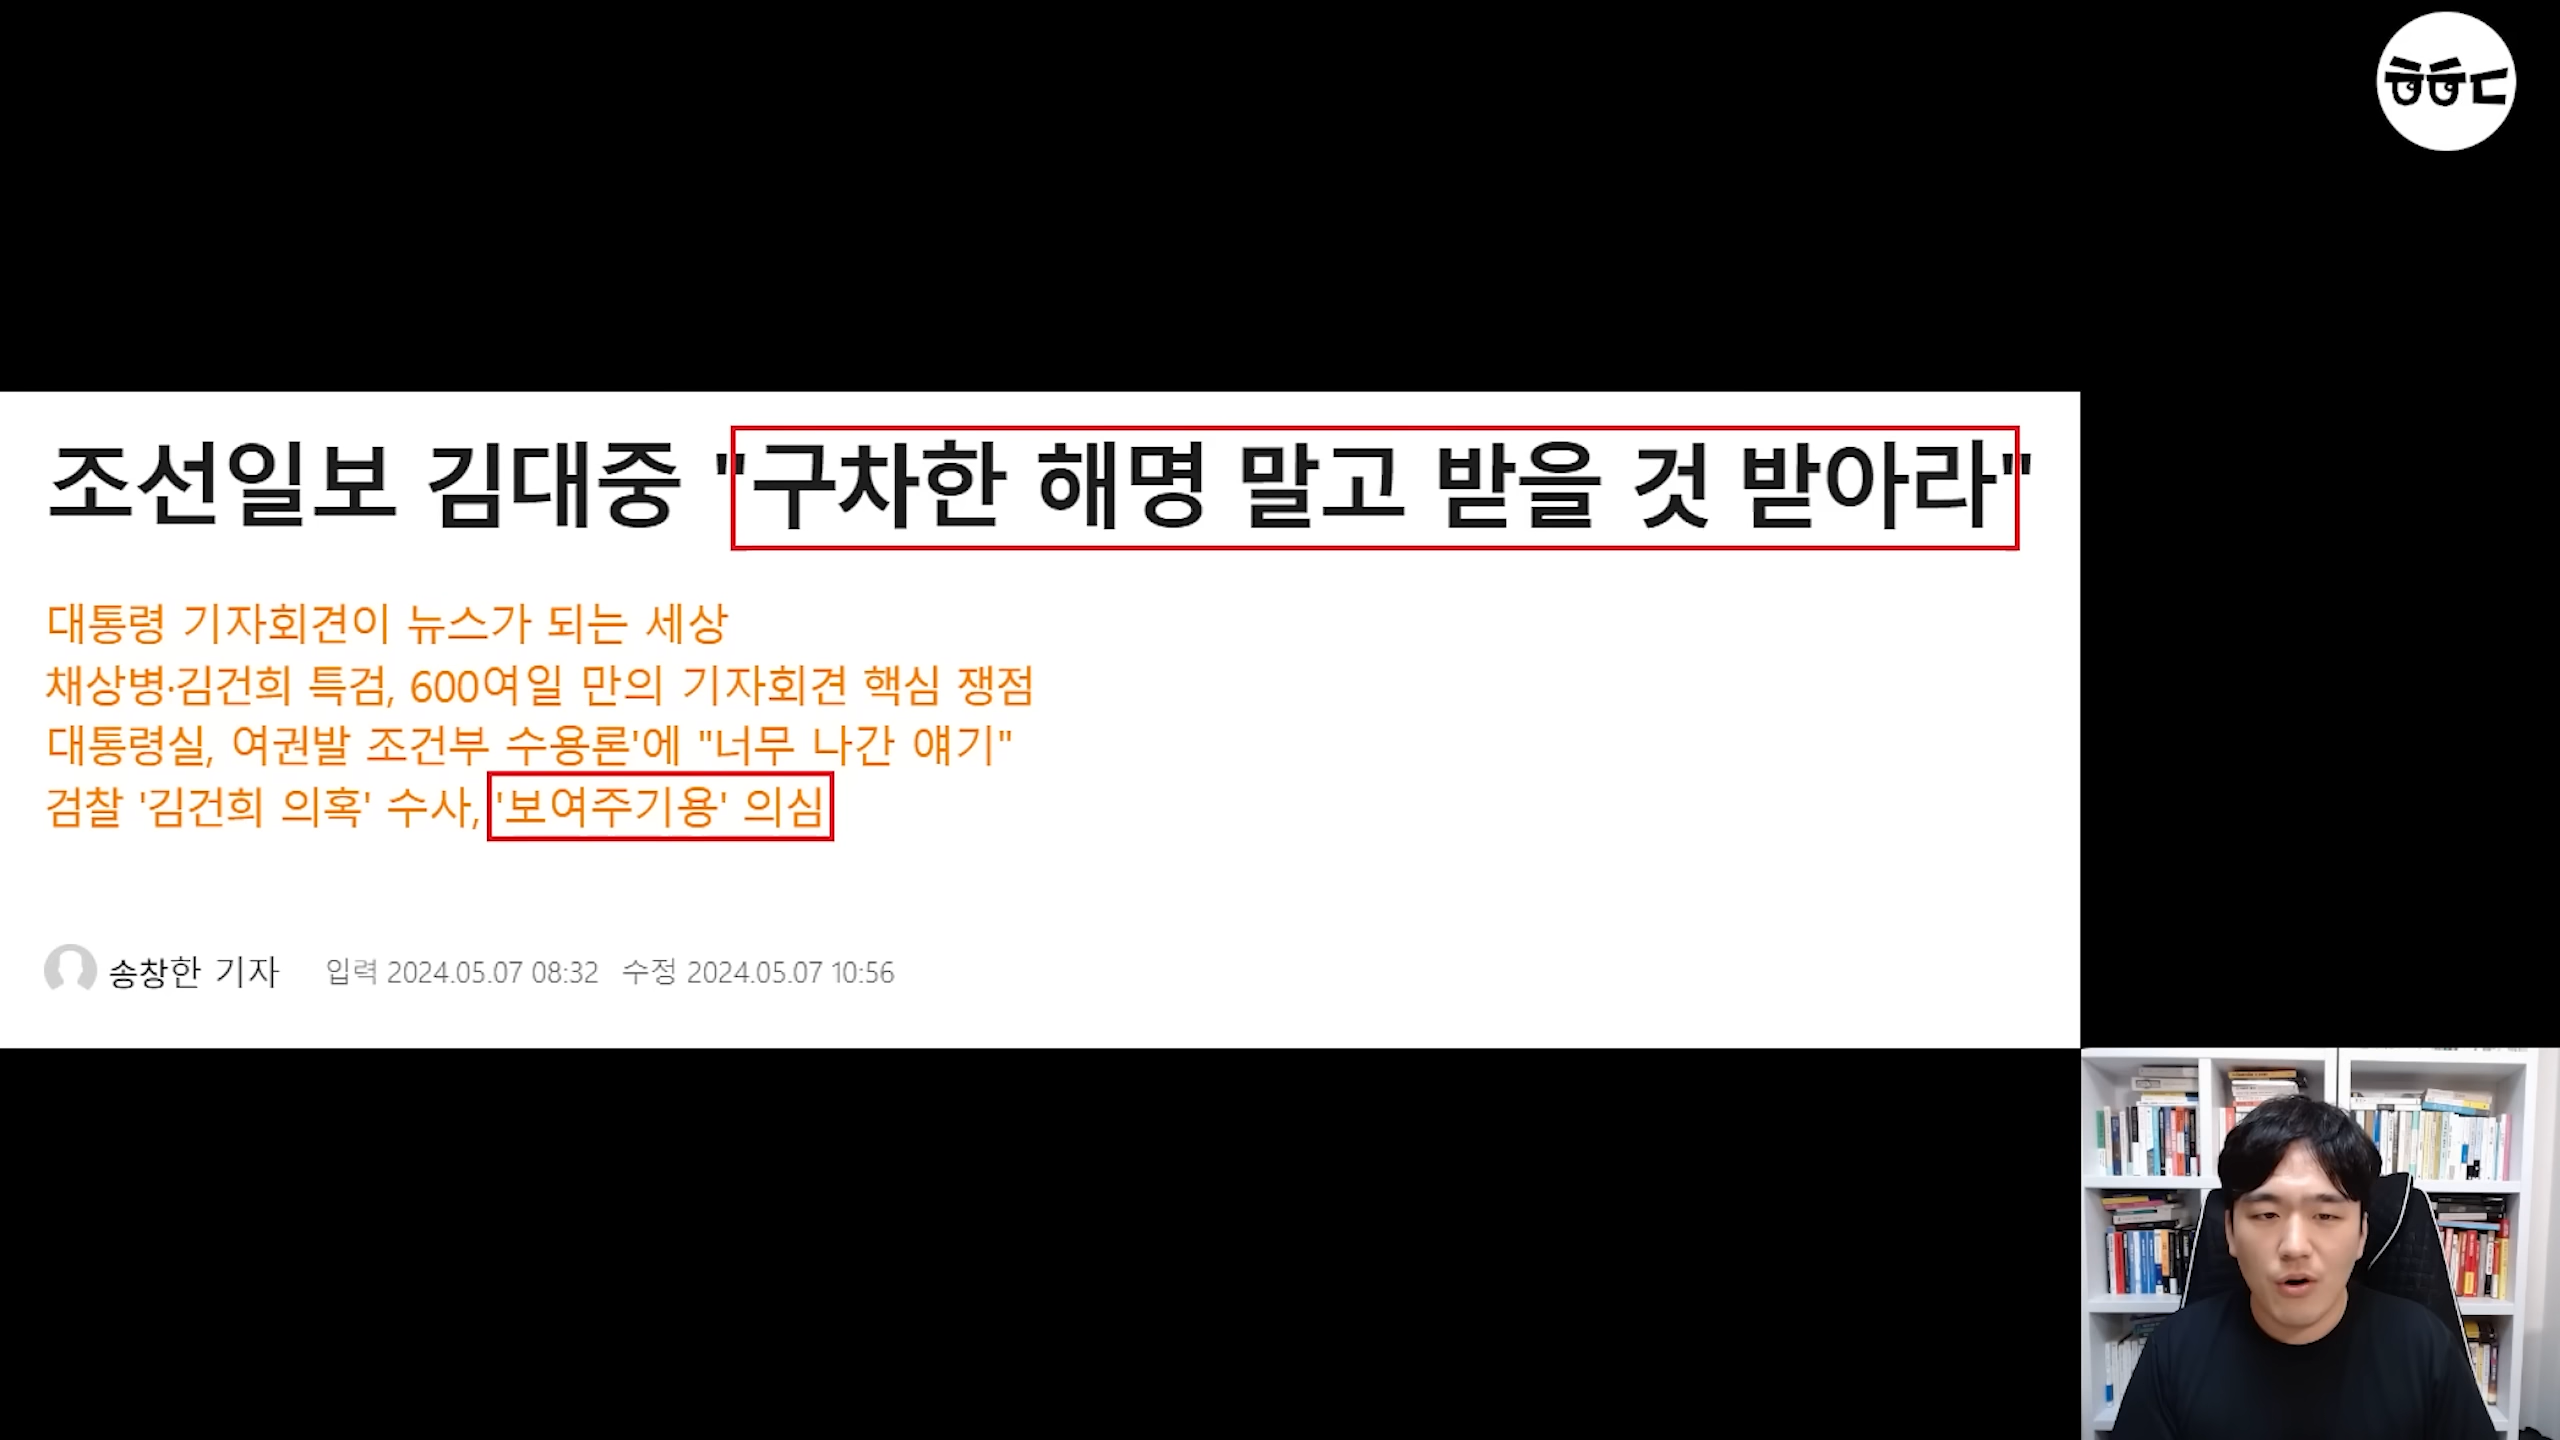 ㅎㅎㄷ
조선일보 김대중 "구차한 해명 말고 받을 것 받아라"
대통령 기자회견이 뉴스가 되는 세상
채상병·김건희 특검, 600여일 만의 기자회견 핵심 쟁점
대통령실, 여권발 조건부 수용론'에 "너무 나간 얘기"
검찰 '김건희 의혹' 수사, '보여주기용' 의심
송창한 기자 입력 2024.05.07 08:32 수정 2024.05.07 10:56